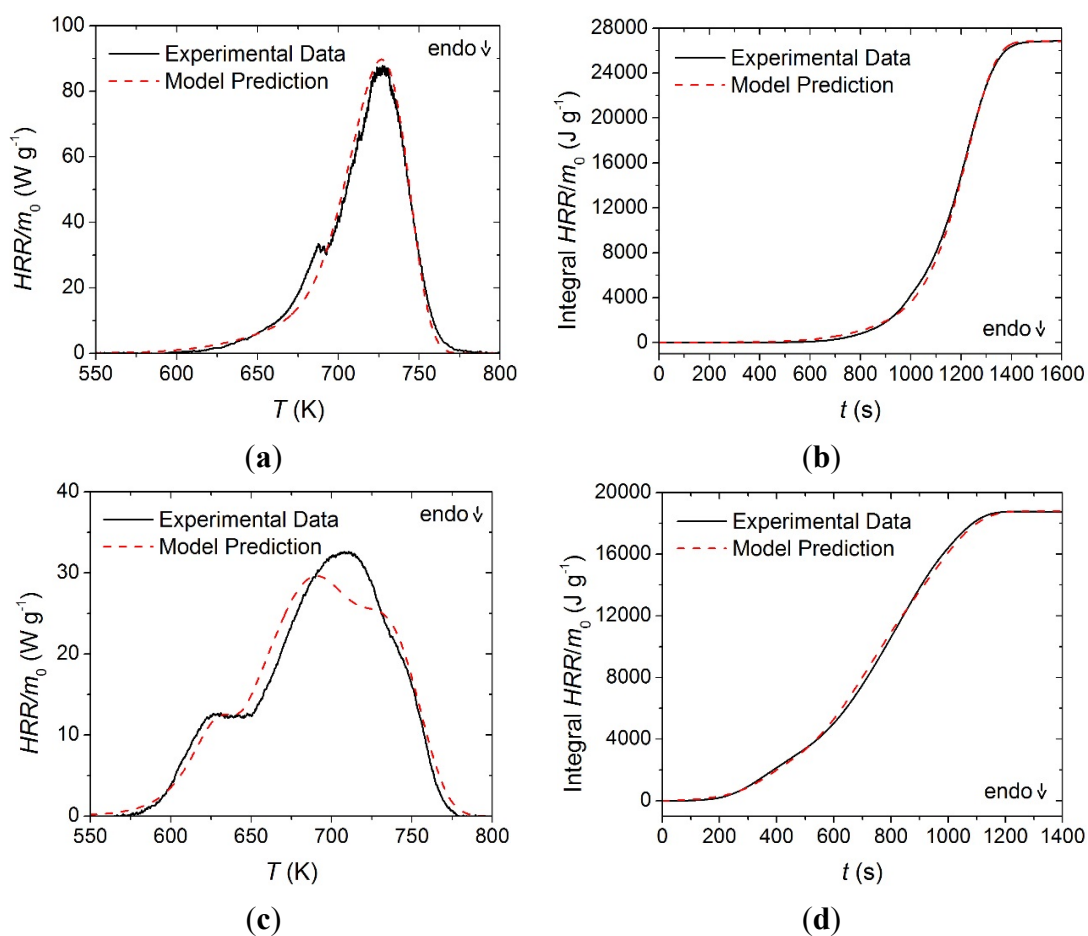 100
80
60
40
20
0
HRR/m0 (W g-1)
Experimental Data
Model Prediction
endo
550 600 650 700 750 800
T (K)
(a)
28000
24000
20000
16000
12000
8000
4000
0
Integral HRR/m0 (J g-1)
Experimental Data
Model Prediction
endo
0 200 400 600 800 1000 1200 1400 1600
t (s)
(b)
40
30
20
10
0
HRR/m0 (W g-1)
Experimental Data
Model Prediction
endo
550 600 650 700 750 800
T (K)
(c)
20000
16000
12000
8000
4000
0
Integral HRR/m0 (J g-1)
Experimental Data
Model Prediction
endo
0 200 400 600 800 1000 1200 1400
t (s)
(d)